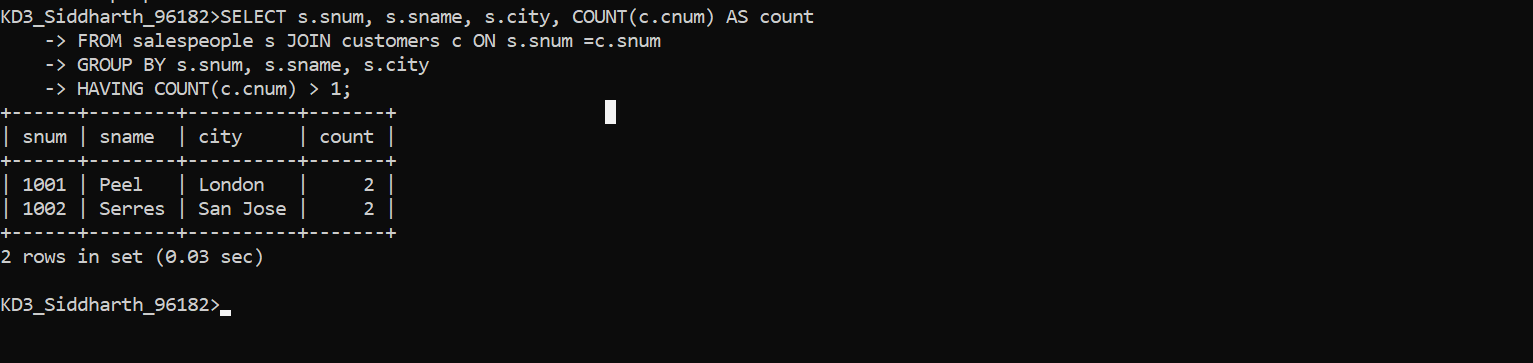 KD3_Siddharth_96182>SELECT s.snum, s.sname, s.city, COUNT(c.cnum) AS count
    -> FROM salespeople s JOIN customers c ON s.snum =c.snum
    -> GROUP BY s.snum, s.sname, s.city
    -> HAVING COUNT(c.cnum) > 1;
+------+--------+----------+-------+
| snum | sname  | city     | count |
+------+--------+----------+-------+
| 1001 | Peel   | London   |     2 |
| 1002 | Serres | San Jose |     2 |
+------+--------+----------+-------+
2 rows in set (0.03 sec)

KD3_Siddharth_96182>